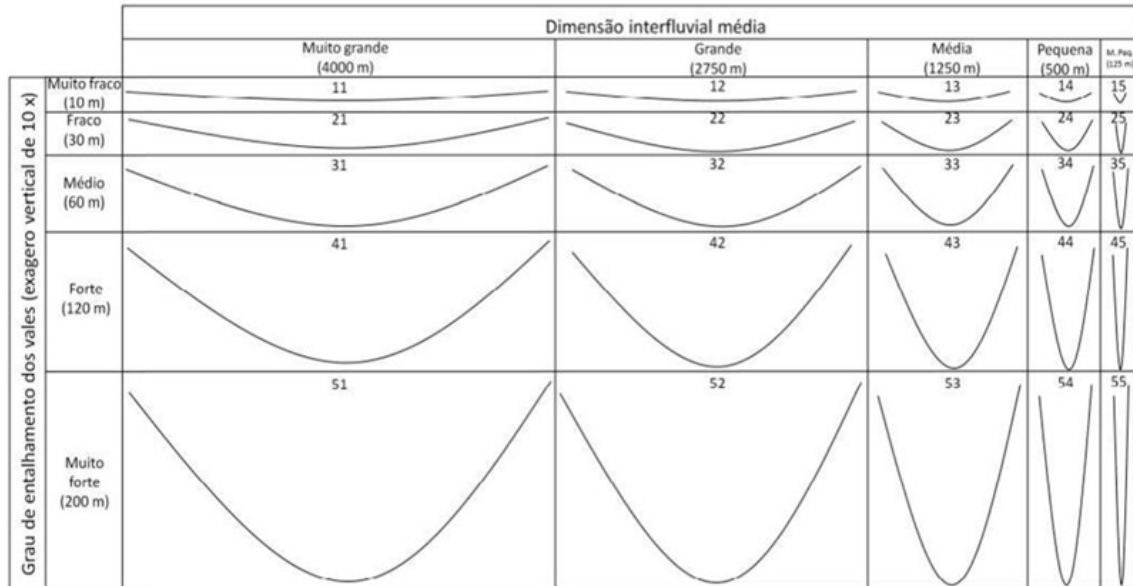 Dimensão interfluvial média
Muito grande
(4000 m)
Grande
(2750 m)
Média
(1250 m)
Pequena
(500 m)
M. Peq.
(125 m)
Grau de entalhamento dos vales (exagero vertical de 10 x)
Muito fraco
(10 m)
11
12
13
14
15
Fraco
(30 m)
21
22
23
24
25
Médio
(60 m)
31
32
33
34
35
Forte
(120 m)
41
42
43
44
45
Muito
forte
(200 m)
51
52
53
54
55